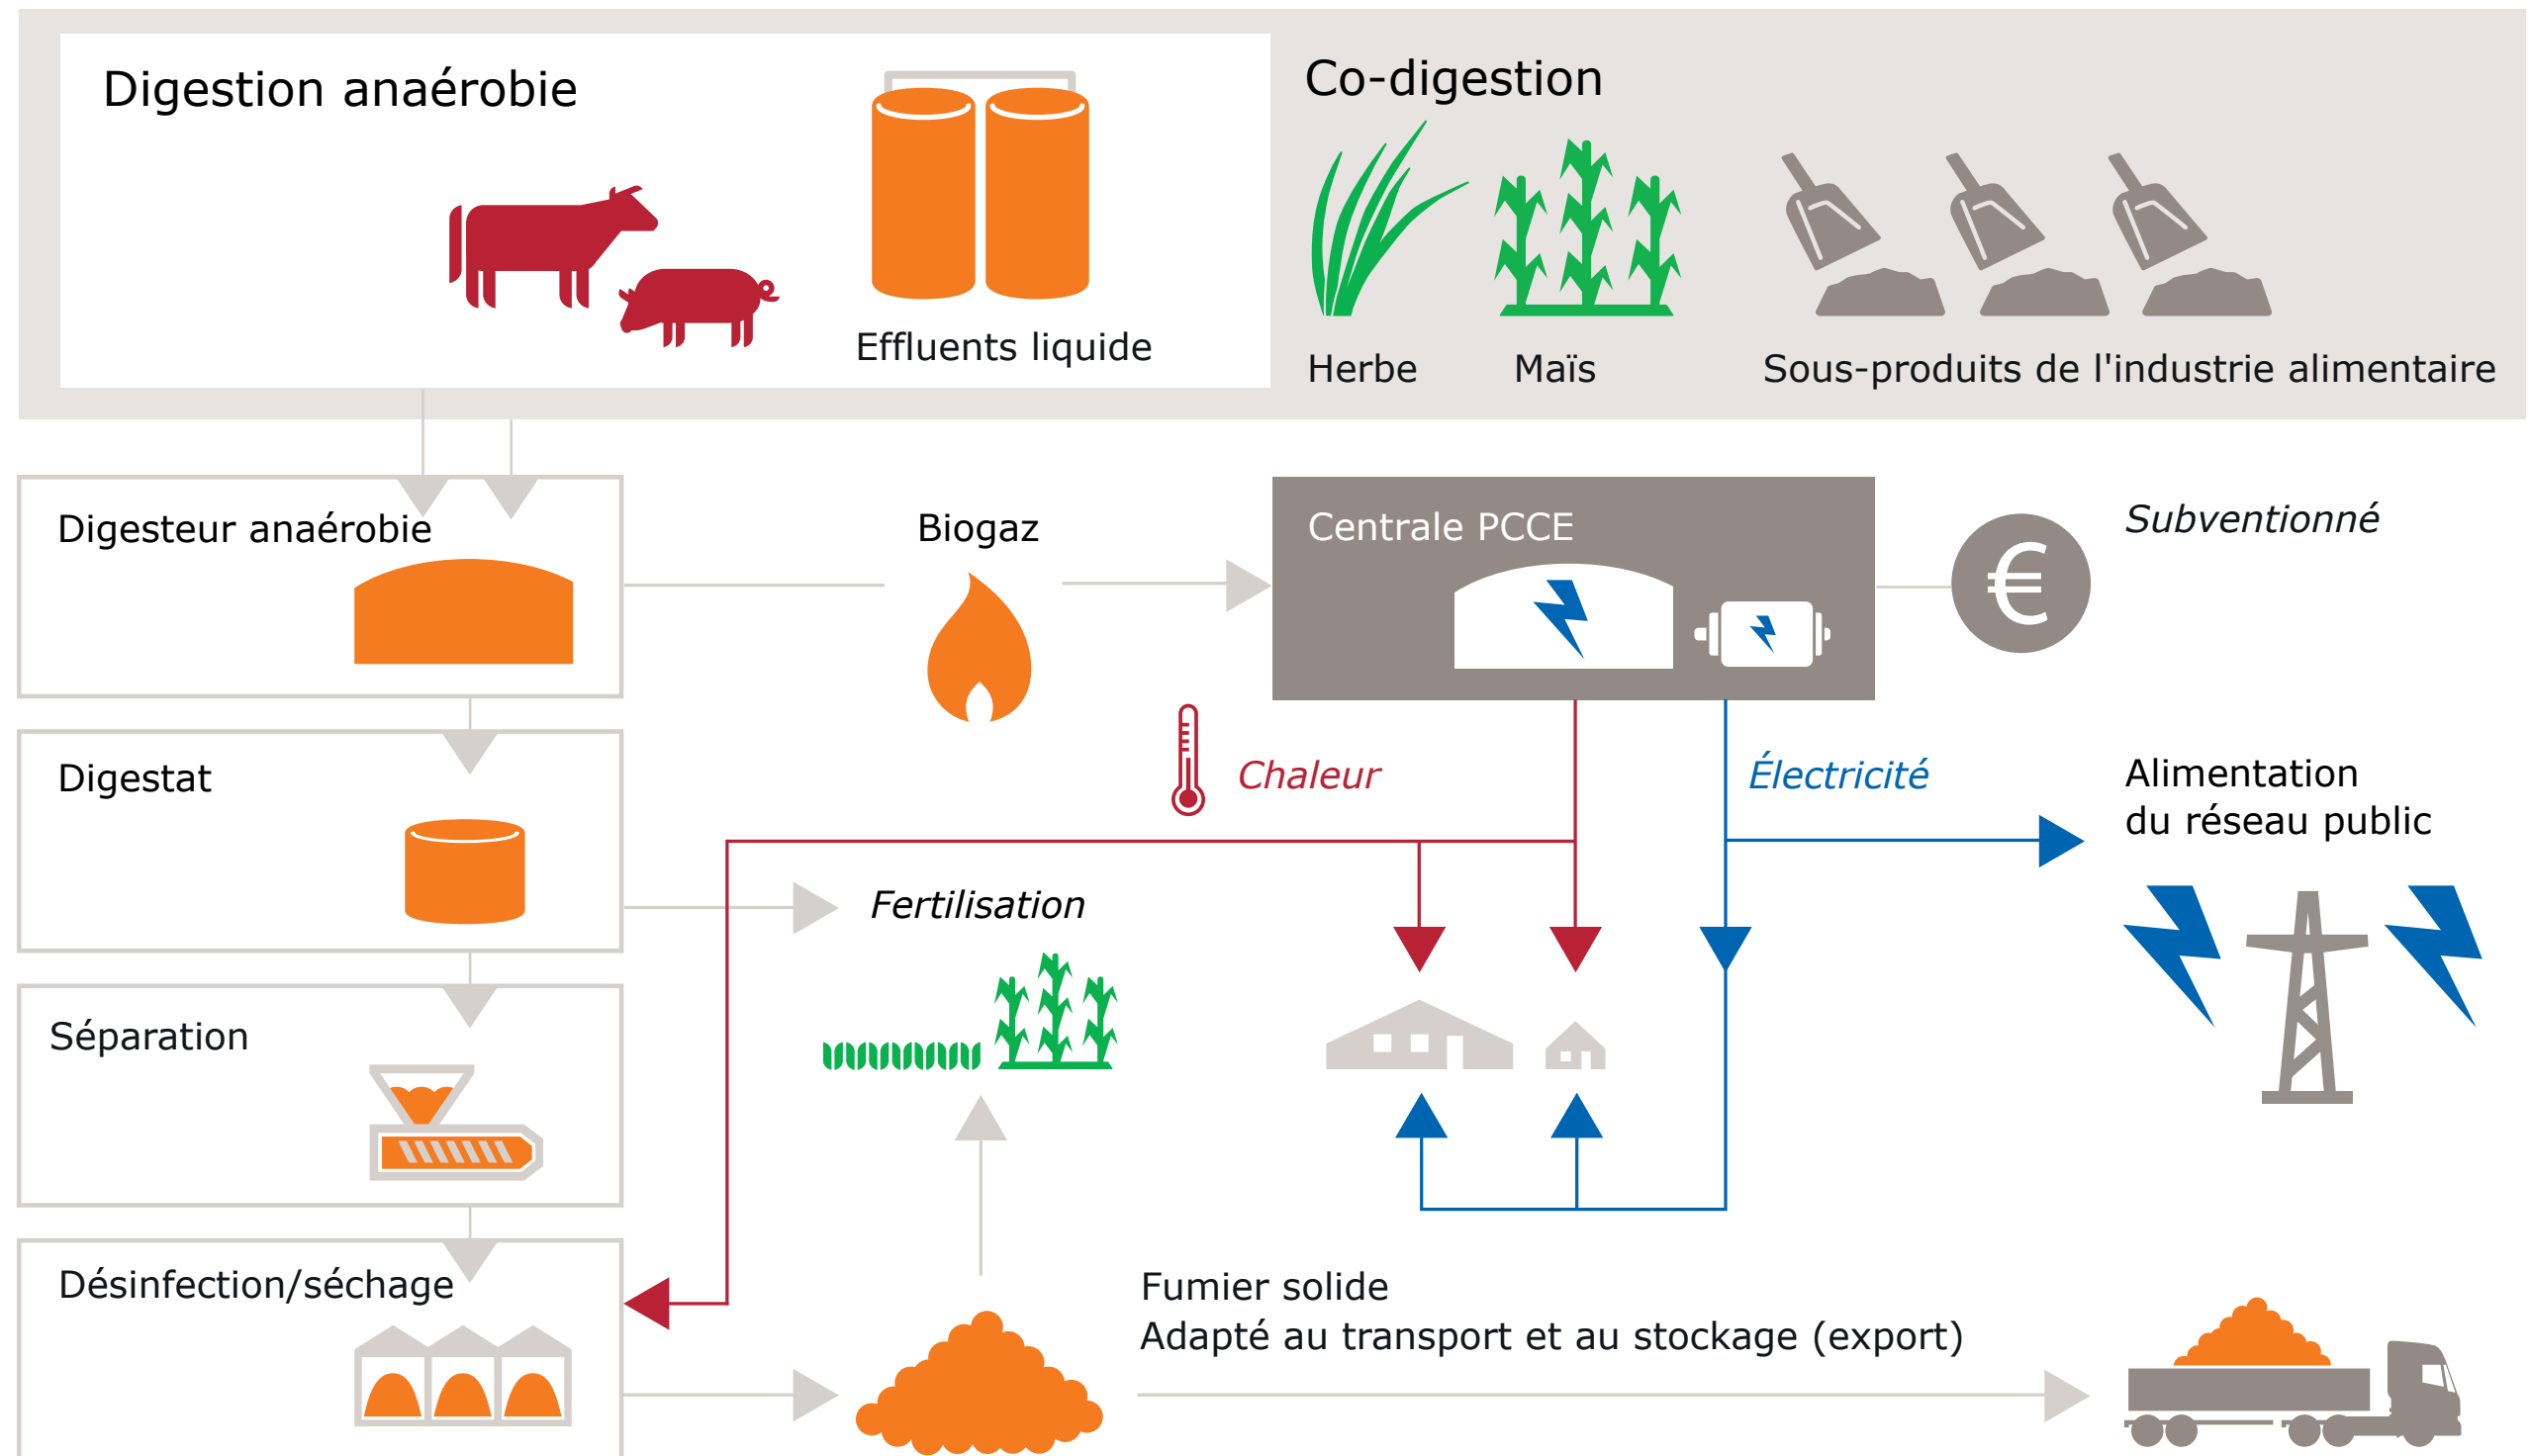 Digestion anaérobie
Effluents liquide
Co-digestion
Herbe
Maïs
Sous-produits de l'industrie alimentaire
Digesteur anaérobie
Biogaz
Centrale PCCE
€
Subventionné
Digestat
Chaleur
Électricité
Alimentation
du réseau public
Fertilisation
Séparation
Désinfection/séchage
Fumier solide
Adapté au transport et au stockage (export)